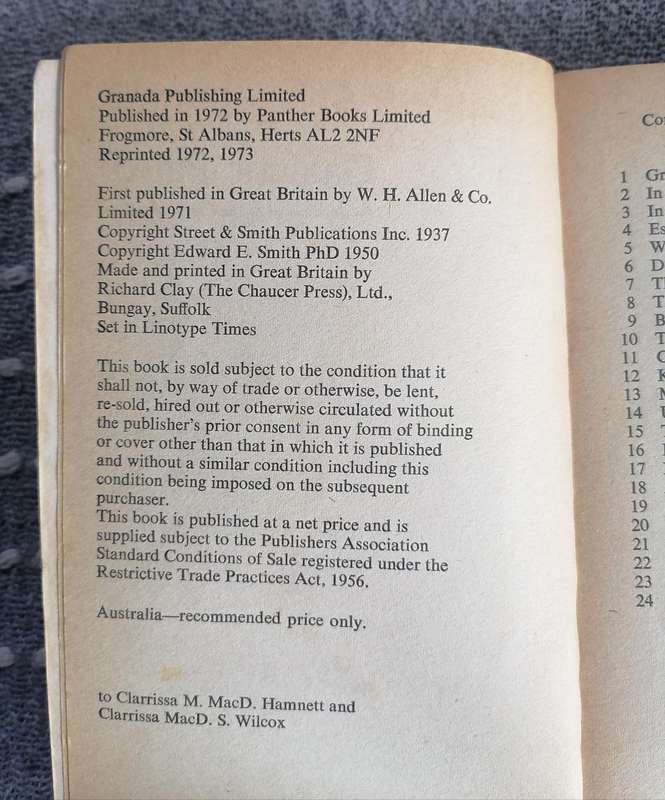 Granada Publishing Limited
Published in 1972 by Panther Books Limited
Frogmore, St Albans, Herts AL2 2NF
Reprinted 1972, 1973
First published in Great Britain by W. H. Allen & Co.
Limited 1971
Copyright Street & Smith Publications Inc. 1937
Copyright Edward E. Smith PhD 1950
Made and printed in Great Britain by
Richard Clay (The Chaucer Press), Ltd.,
Bungay, Suffolk
Set in Linotype Times
This book is sold subject to the condition that it
shall not, by way of trade or otherwise, be lent,
re-sold, hired out or otherwise circulated without
the publisher's prior consent in any form of binding
or cover other than that in which it is published
and without a similar condition including this
condition being imposed on the subsequent
purchaser.
This book is published at a net price and is
supplied subject to the Publishers Association
Standard Conditions of Sale registered under the
Restrictive Trade Practices Act, 1956.
Australia—recommended price only.
to Clarrissa M. MacD. Hamnett and
Clarrissa MacD. S. Wilcox
1
2 In
3 In
4
5
6
7
8
9
10
11
12
13
14
15
16
17
18
19
20
21
22
23
24